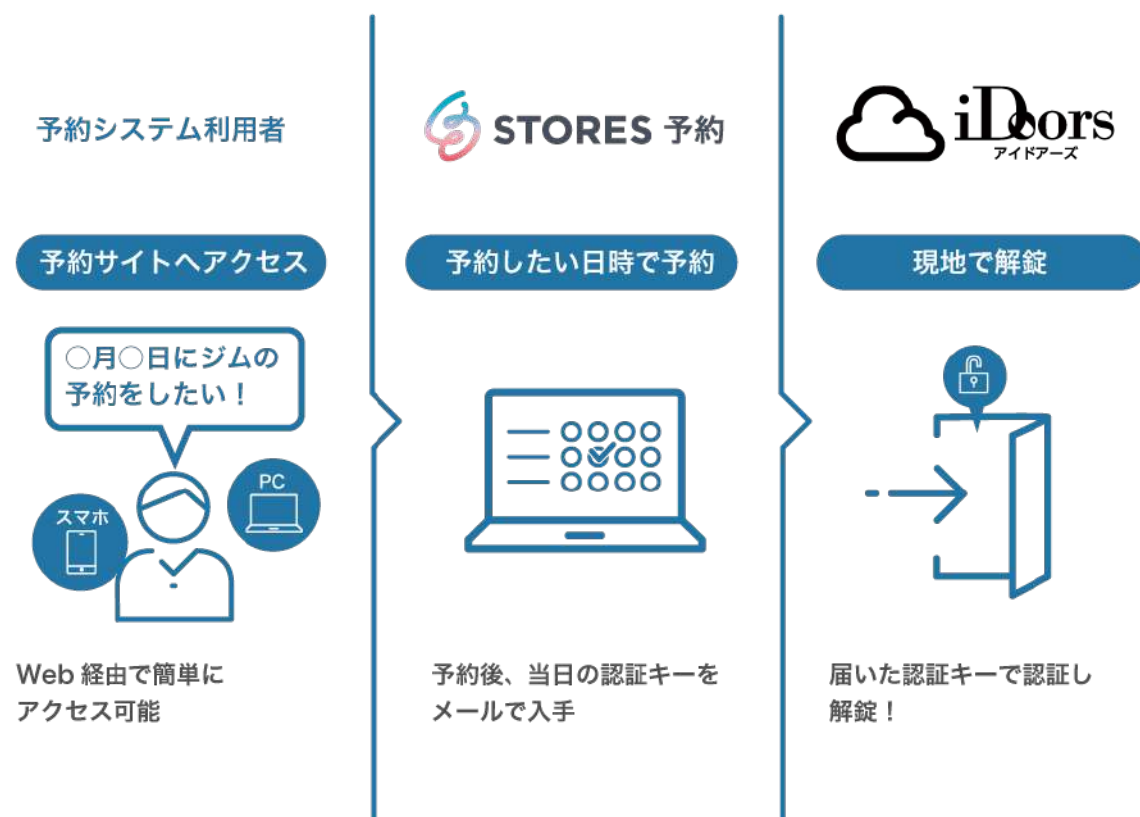 予約システム利用者
予約サイトへアクセス
○月○日にジムの
予約をしたい！
スマホ
PC
Web 経由で簡単に
アクセス可能
STORES 予約
予約したい日時で予約
予約後、当日の認証キーを
メールで入手
iDoors
アイドアーズ
現地で解錠
届いた認証キーで認証し
解錠！